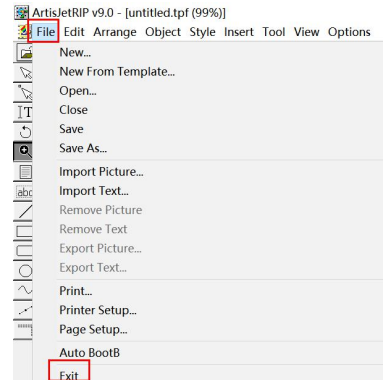 ArtisJetRIP v9.0 - [untitled.tpf (99%)]
File Edit Arrange Object Style Insert Tool View Options
New...
New From Template...
Open...
Close
Save
Save As...
Import Picture...
Import Text...
Remove Picture
Remove Text
Export Picture...
Export Text...
Print...
Printer Setup...
Page Setup...
Auto BootB
Exit
IT
abc